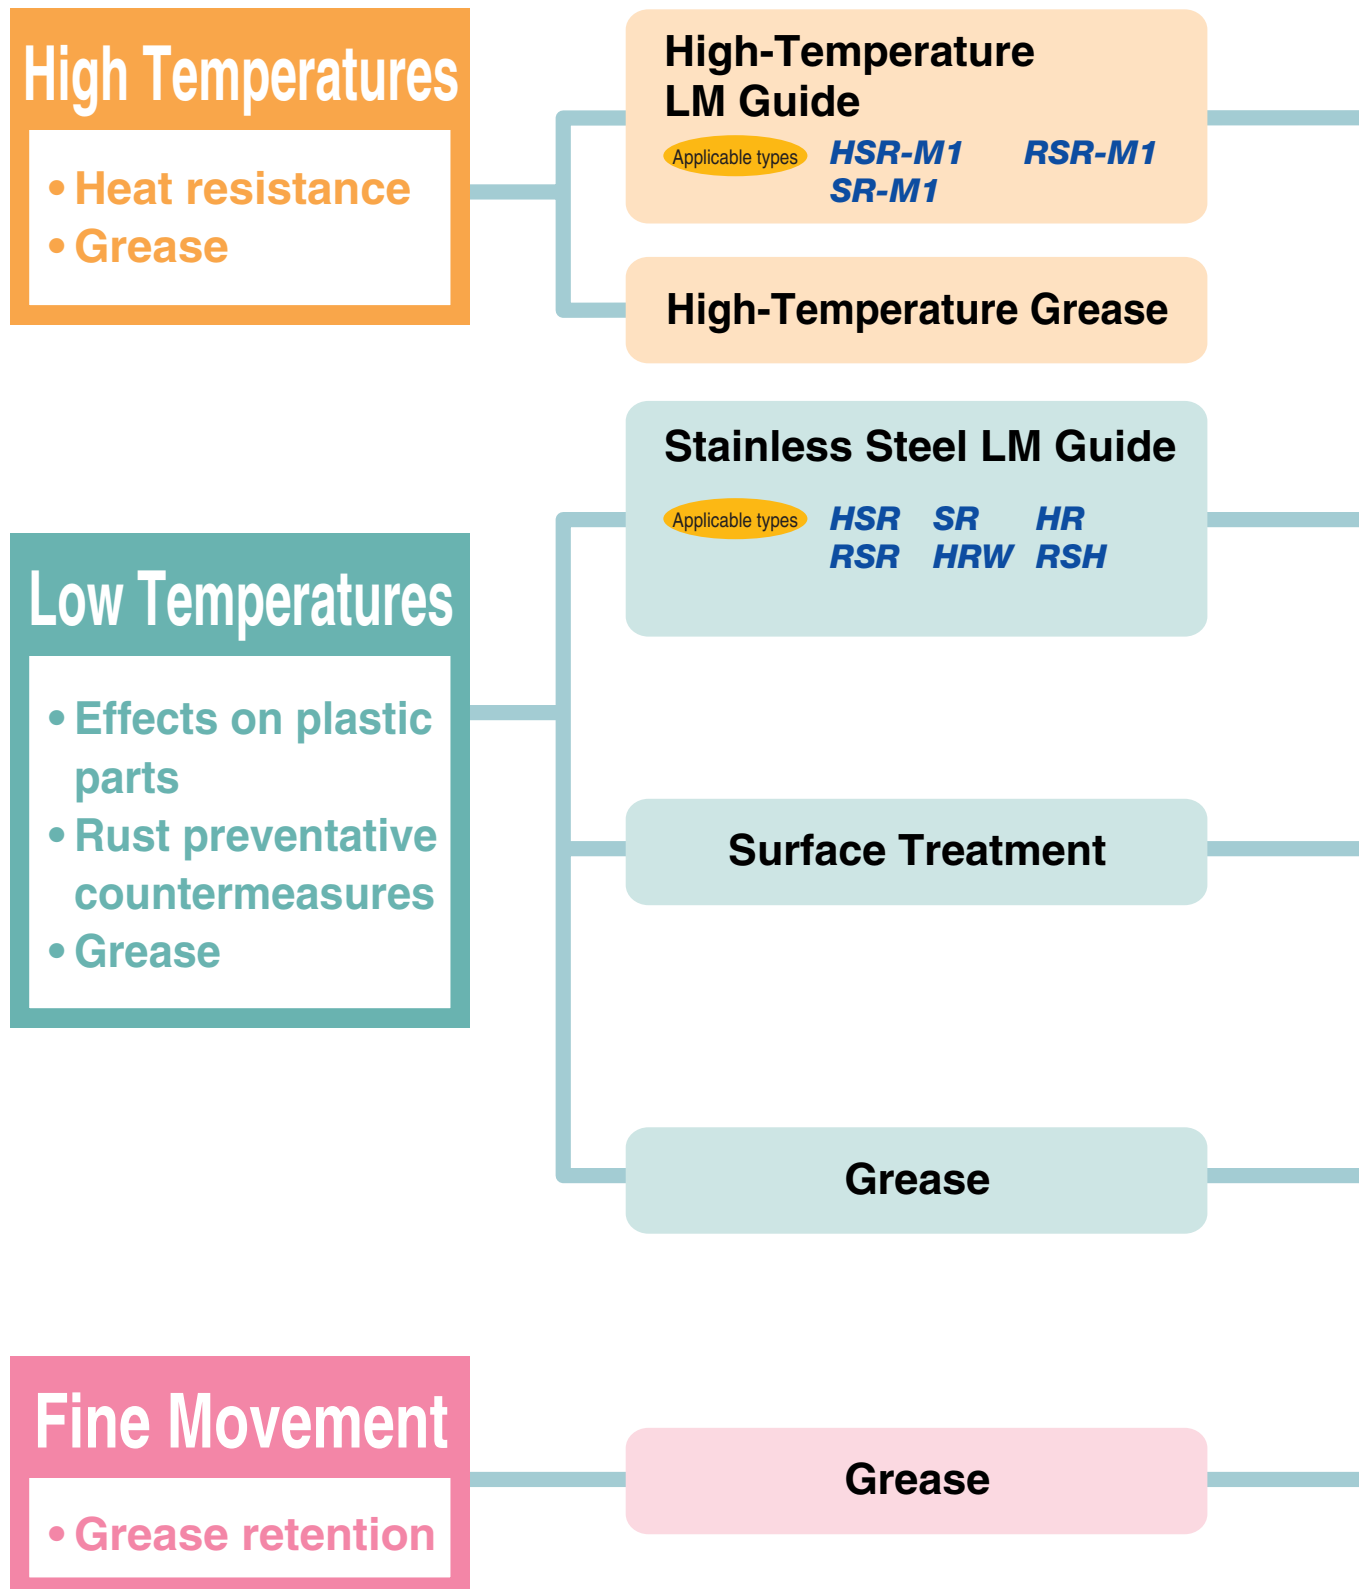 High Temperatures
• Heat resistance
• Grease
High-Temperature
LM Guide
Applicable types HSR-M1 RSR-M1
SR-M1
High-Temperature Grease
Low Temperatures
• Effects on plastic
parts
• Rust preventative
countermeasures
• Grease
Stainless Steel LM Guide
Applicable types HSR SR HR
RSR HRW RSH
Surface Treatment
Grease
Fine Movement
• Grease retention
Grease